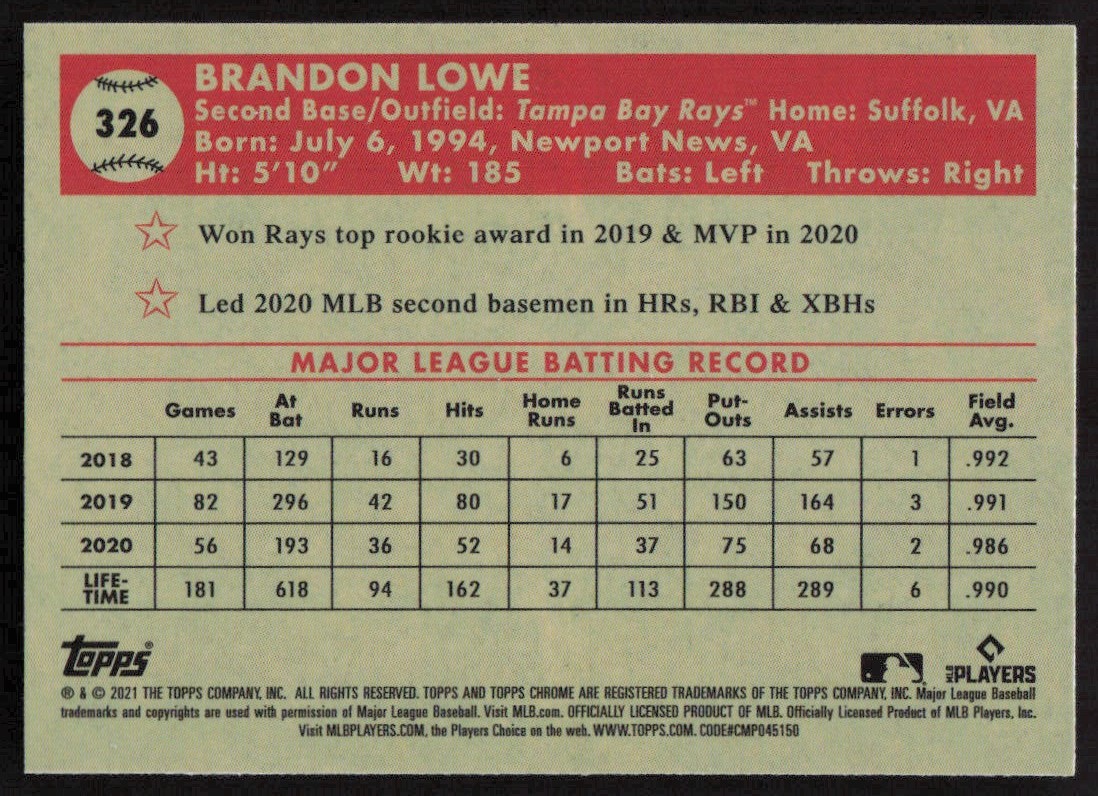 326
BRANDON LOWE
Second Base/Outfield: Tampa Bay Rays™ Home: Suffolk, VA
Born: July 6, 1994, Newport News, VA
Ht: 5'10" Wt: 185 Bats: Left Throws: Right
Won Rays top rookie award in 2019 & MVP in 2020
Led 2020 MLB second basemen in HRs, RBI & XBHs
MAJOR LEAGUE BATTING RECORD
Games At Bat Runs Hits Home Runs Runs Batted In Put-Outs Assists Errors Field Avg.
2018 43 129 16 30 6 25 63 57 1 .992
2019 82 296 42 80 17 51 150 164 3 .991
2020 56 193 36 52 14 37 75 68 2 .986
LIFE-TIME 181 618 94 162 37 113 288 289 6 .990
Topps®
MLB PLAYERS
® & © 2021 THE TOPPS COMPANY, INC. ALL RIGHTS RESERVED. TOPPS AND TOPPS CHROME ARE REGISTERED TRADEMARKS OF THE TOPPS COMPANY, INC. Major League Baseball
trademarks and copyrights are used with permission of Major League Baseball. Visit MLB.com. OFFICIALLY LICENSED PRODUCT OF MLB. Officially Licensed Product of MLB Players, Inc.
Visit MLBPLAYERS.COM, the Players Choice on the web. WWW.TOPPS.COM. CODE#CMP045150